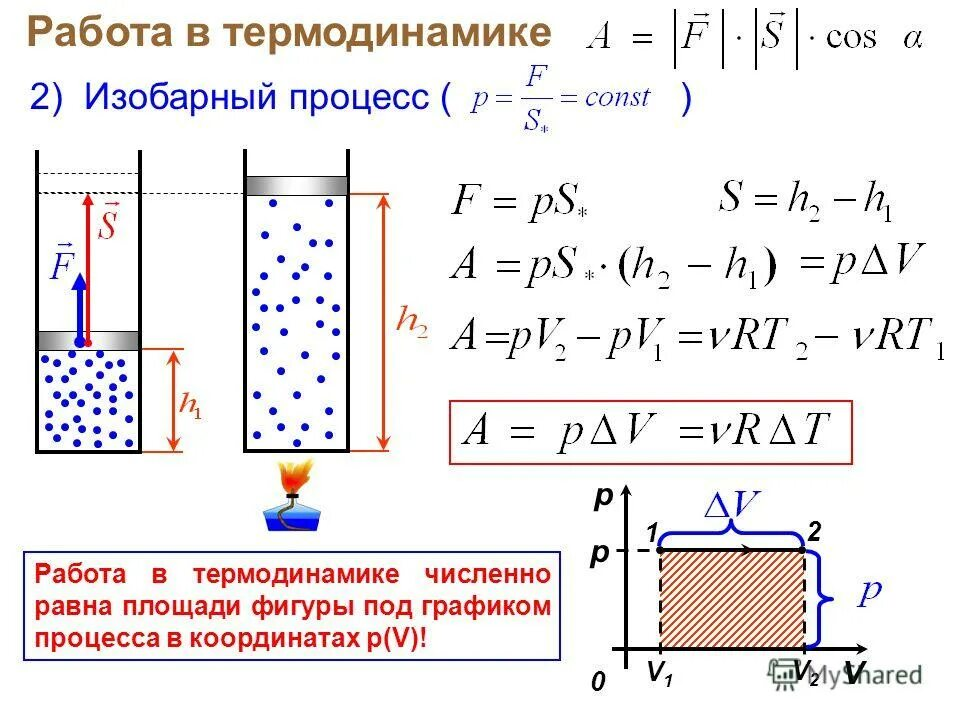 Работа в термодинамике A = |F⃗| · |S⃗| · cos α
2) Изобарный процесс ( p = F/S* = const )
S⃗
F⃗
h₁
h₂
F = pS* S = h₂ − h₁
A = pS* · (h₂ − h₁) = pΔV
A = pV₂ − pV₁ = νRT₂ − νRT₁
A = pΔV = νRΔT
Работа в термодинамике численно
равна площади фигуры под графиком
процесса в координатах p(V)!
p
ΔV
1
2
p
p
0
V₁
V₂
V
MyShared